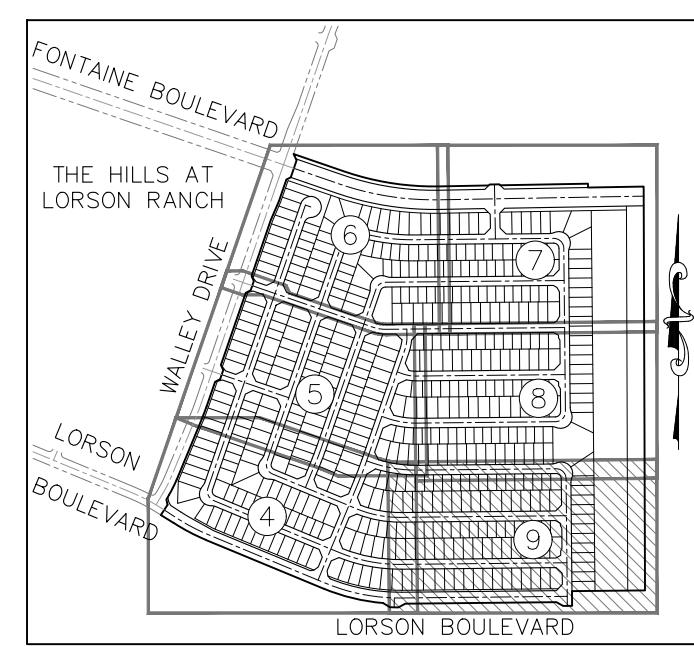 FONTAINE BOULEVARD
THE HILLS AT
LORSON RANCH
6
7
WALLEY DRIVE
5
8
LORSON
BOULEVARD
4
9
LORSON BOULEVARD